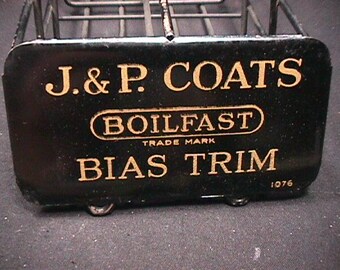 J. & P. COATS
BOILFAST
TRADE MARK
BIAS TRIM
1076